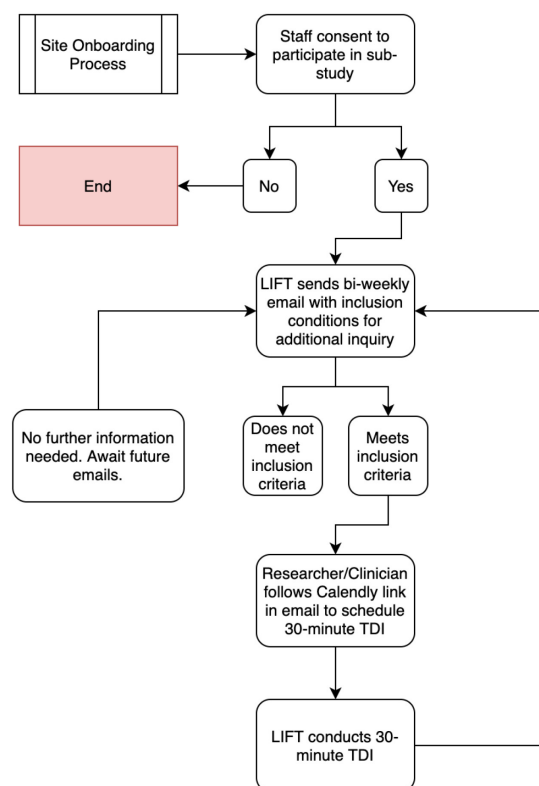 Site Onboarding
Process
Staff consent to
participate in sub-
study
End
No
Yes
LIFT sends bi-weekly
email with inclusion
conditions for
additional inquiry
No further information
needed. Await future
emails.
Does not
meet
inclusion
criteria
Meets
inclusion
criteria
Researcher/Clinician
follows Calendly link
in email to schedule
30-minute TDI
LIFT conducts 30-
minute TDI